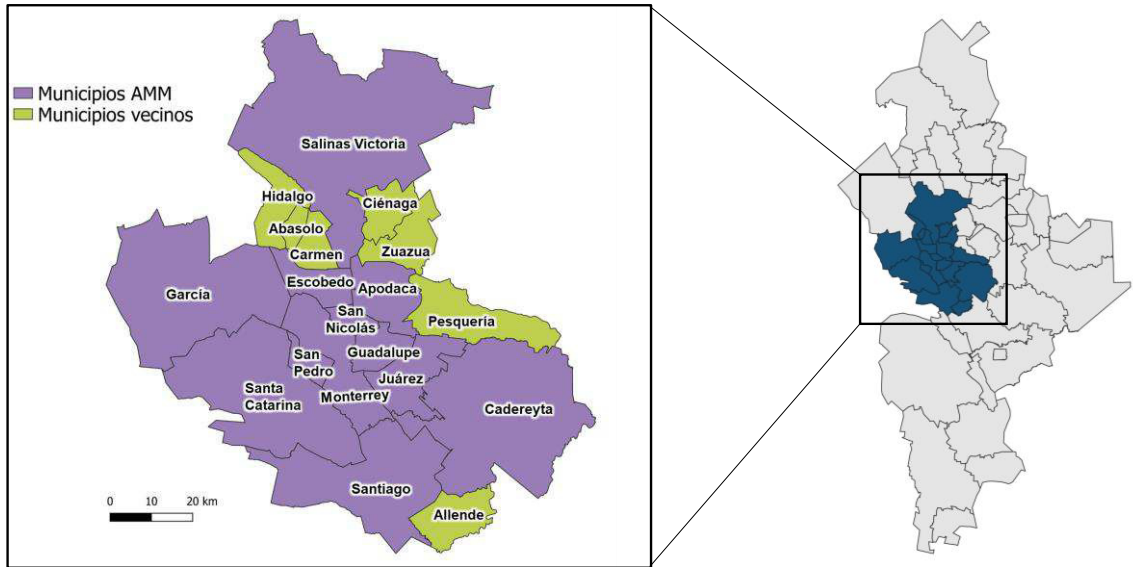 Municipios AMM
Municipios vecinos
Salinas Victoria
Hidalgo
Ciénaga
Abasolo
Carmen
Zuazua
Escobedo
Apodaca
García
San
Nicolás
Pesquería
San
Pedro
Guadalupe
Juárez
Santa
Catarina
Monterrey
Cadereyta
Santiago
Allende
0 10 20 km